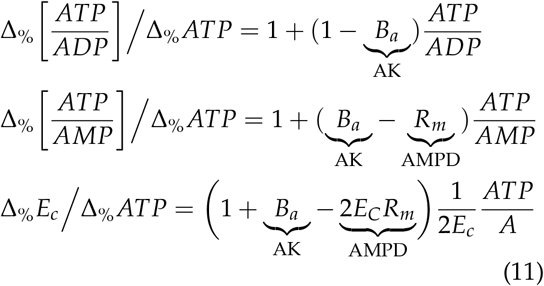 Δ% [ATP/ADP] / Δ%ATP = 1 + (1 − B_a) ATP/ADP
AK
Δ% [ATP/AMP] / Δ%ATP = 1 + (B_a − R_m) ATP/AMP
AK AMPD
Δ%E_c / Δ%ATP = (1 + B_a − 2E_C R_m) 1/2E_c ATP/A
AK AMPD
(11)